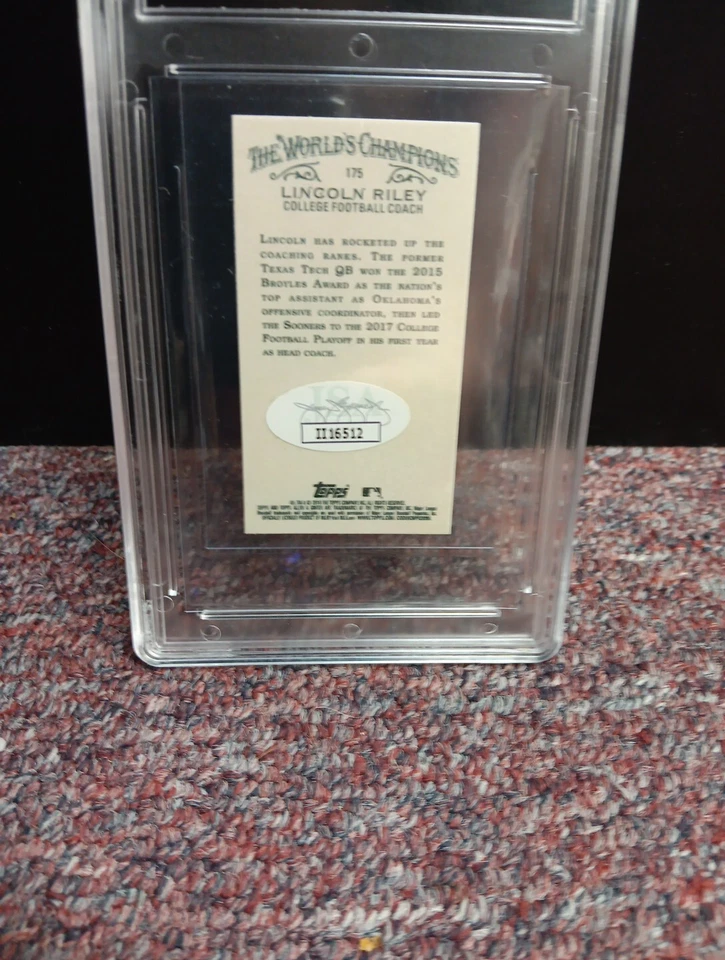 THE WORLD'S CHAMPIONS
175
LINCOLN RILEY
COLLEGE FOOTBALL COACH
LINCOLN HAS ROCKETED UP THE
COACHING RANKS. THE FORMER
TEXAS TECH QB WON THE 2015
BROYLES AWARD AS THE NATION'S
TOP ASSISTANT AS OKLAHOMA'S
OFFENSIVE COORDINATOR, THEN LED
THE SOONERS TO THE 2017 COLLEGE
FOOTBALL PLAYOFF IN HIS FIRST YEAR
AS HEAD COACH.
JSA
II16512
Topps